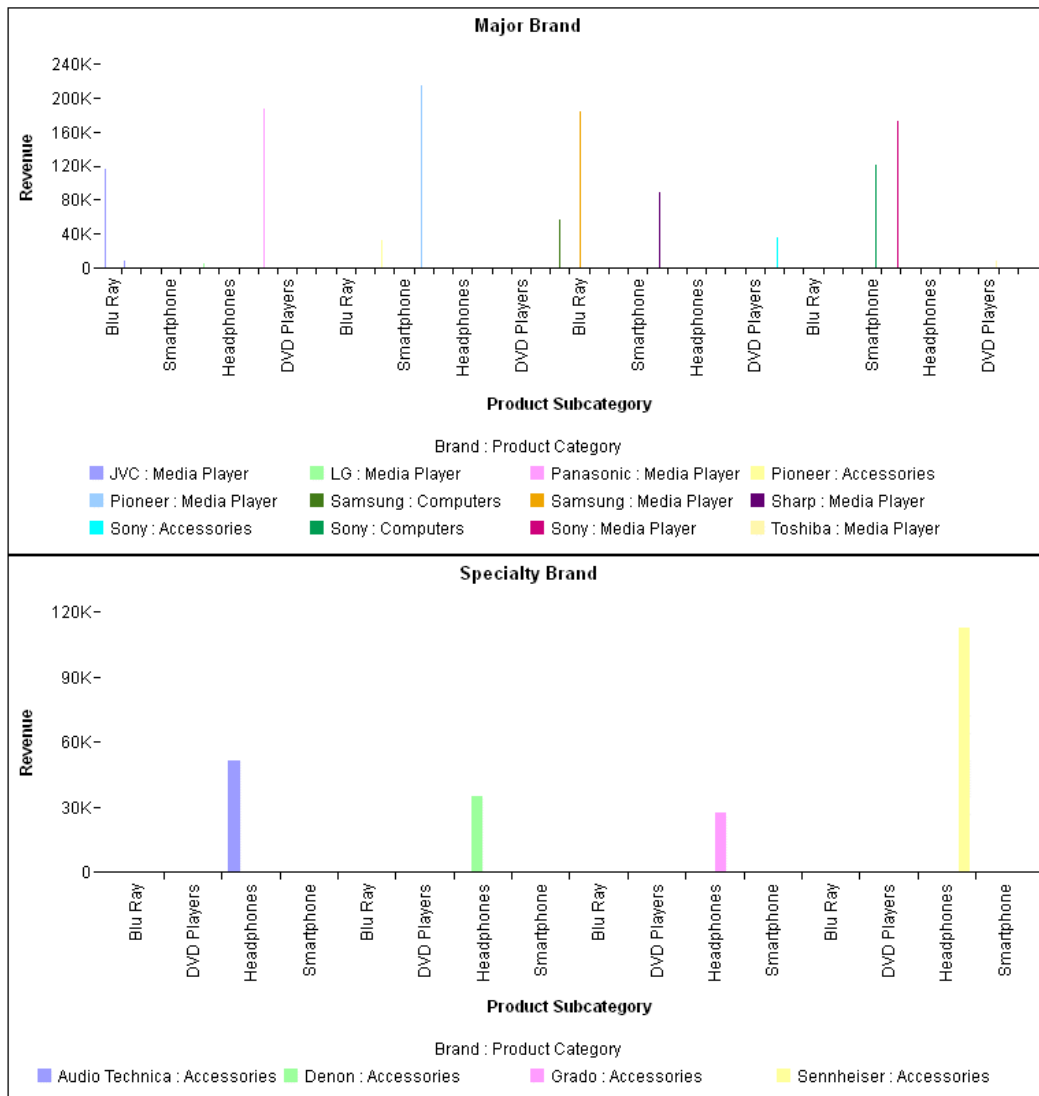 Major Brand
240K
200K
160K
120K
80K
40K
0
Revenue
Blu Ray
Smartphone
Headphones
DVD Players
Blu Ray
Smartphone
Headphones
DVD Players
Blu Ray
Smartphone
Headphones
DVD Players
Blu Ray
Smartphone
Headphones
DVD Players
Product Subcategory
Brand : Product Category
JVC : Media Player LG : Media Player Panasonic : Media Player Pioneer : Accessories
Pioneer : Media Player Samsung : Computers Samsung : Media Player Sharp : Media Player
Sony : Accessories Sony : Computers Sony : Media Player Toshiba : Media Player
Specialty Brand
120K
90K
60K
30K
0
Revenue
Blu Ray
DVD Players
Headphones
Smartphone
Blu Ray
DVD Players
Headphones
Smartphone
Blu Ray
DVD Players
Headphones
Smartphone
Blu Ray
DVD Players
Headphones
Smartphone
Product Subcategory
Brand : Product Category
Audio Technica : Accessories Denon : Accessories Grado : Accessories Sennheiser : Accessories